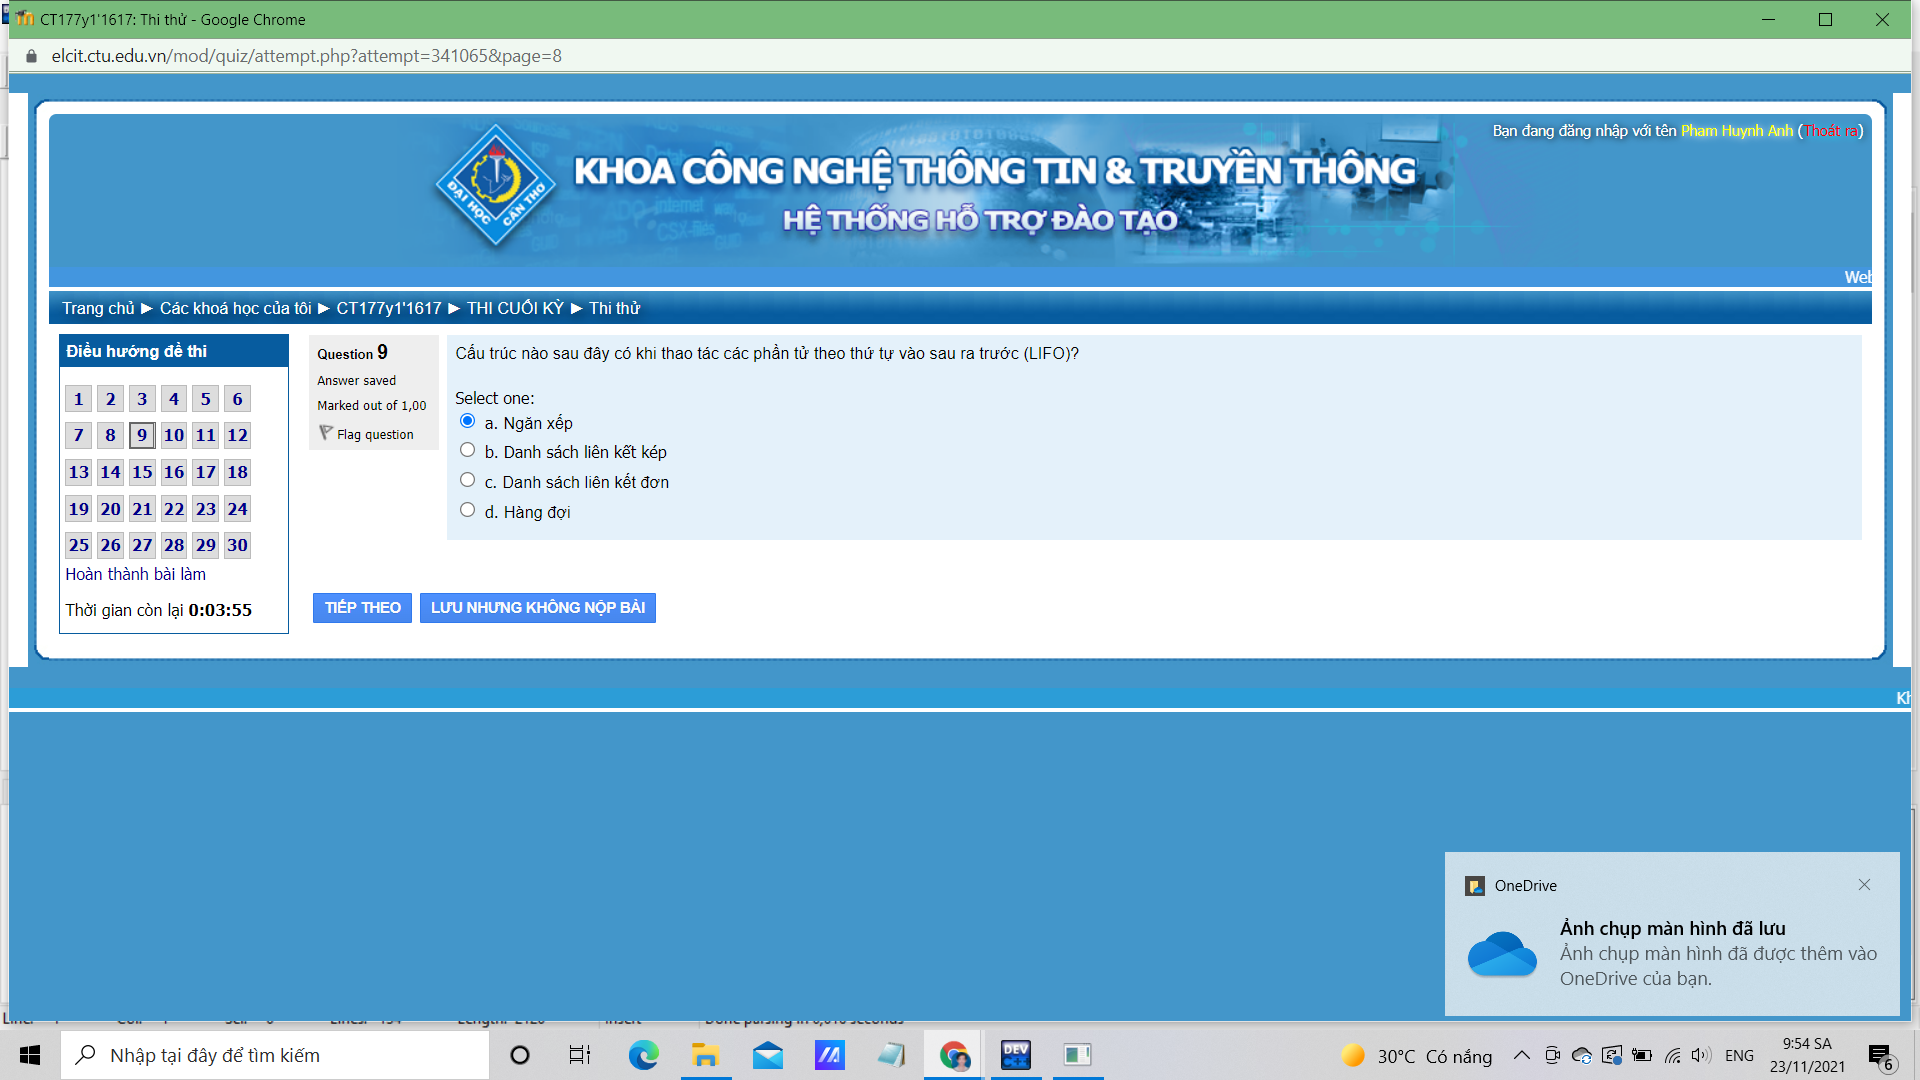 CT177y1'1617: Thi thử - Google Chrome
elcit.ctu.edu.vn/mod/quiz/attempt.php?attempt=341065&page=8
Bạn đang đăng nhập với tên Pham Huynh Anh (Thoát ra)
ĐẠI HỌC CẦN THƠ
KHOA CÔNG NGHỆ THÔNG TIN & TRUYỀN THÔNG
HỆ THỐNG HỖ TRỢ ĐÀO TẠO
Web
Trang chủ ► Các khoá học của tôi ► CT177y1'1617 ► THI CUỐI KỲ ► Thi thử
Điều hướng đề thi
1 2 3 4 5 6
7 8 9 10 11 12
13 14 15 16 17 18
19 20 21 22 23 24
25 26 27 28 29 30
Hoàn thành bài làm
Thời gian còn lại 0:03:55
Question 9
Answer saved
Marked out of 1,00
Flag question
Cấu trúc nào sau đây có khi thao tác các phần tử theo thứ tự vào sau ra trước (LIFO)?
Select one:
a. Ngăn xếp
b. Danh sách liên kết kép
c. Danh sách liên kết đơn
d. Hàng đợi
TIẾP THEO
LƯU NHƯNG KHÔNG NỘP BÀI
Kh
OneDrive
Ảnh chụp màn hình đã lưu
Ảnh chụp màn hình đã được thêm vào
OneDrive của bạn.
Nhập tại đây để tìm kiếm
DEV
30°C Có nắng
ENG
9:54 SA
23/11/2021
6